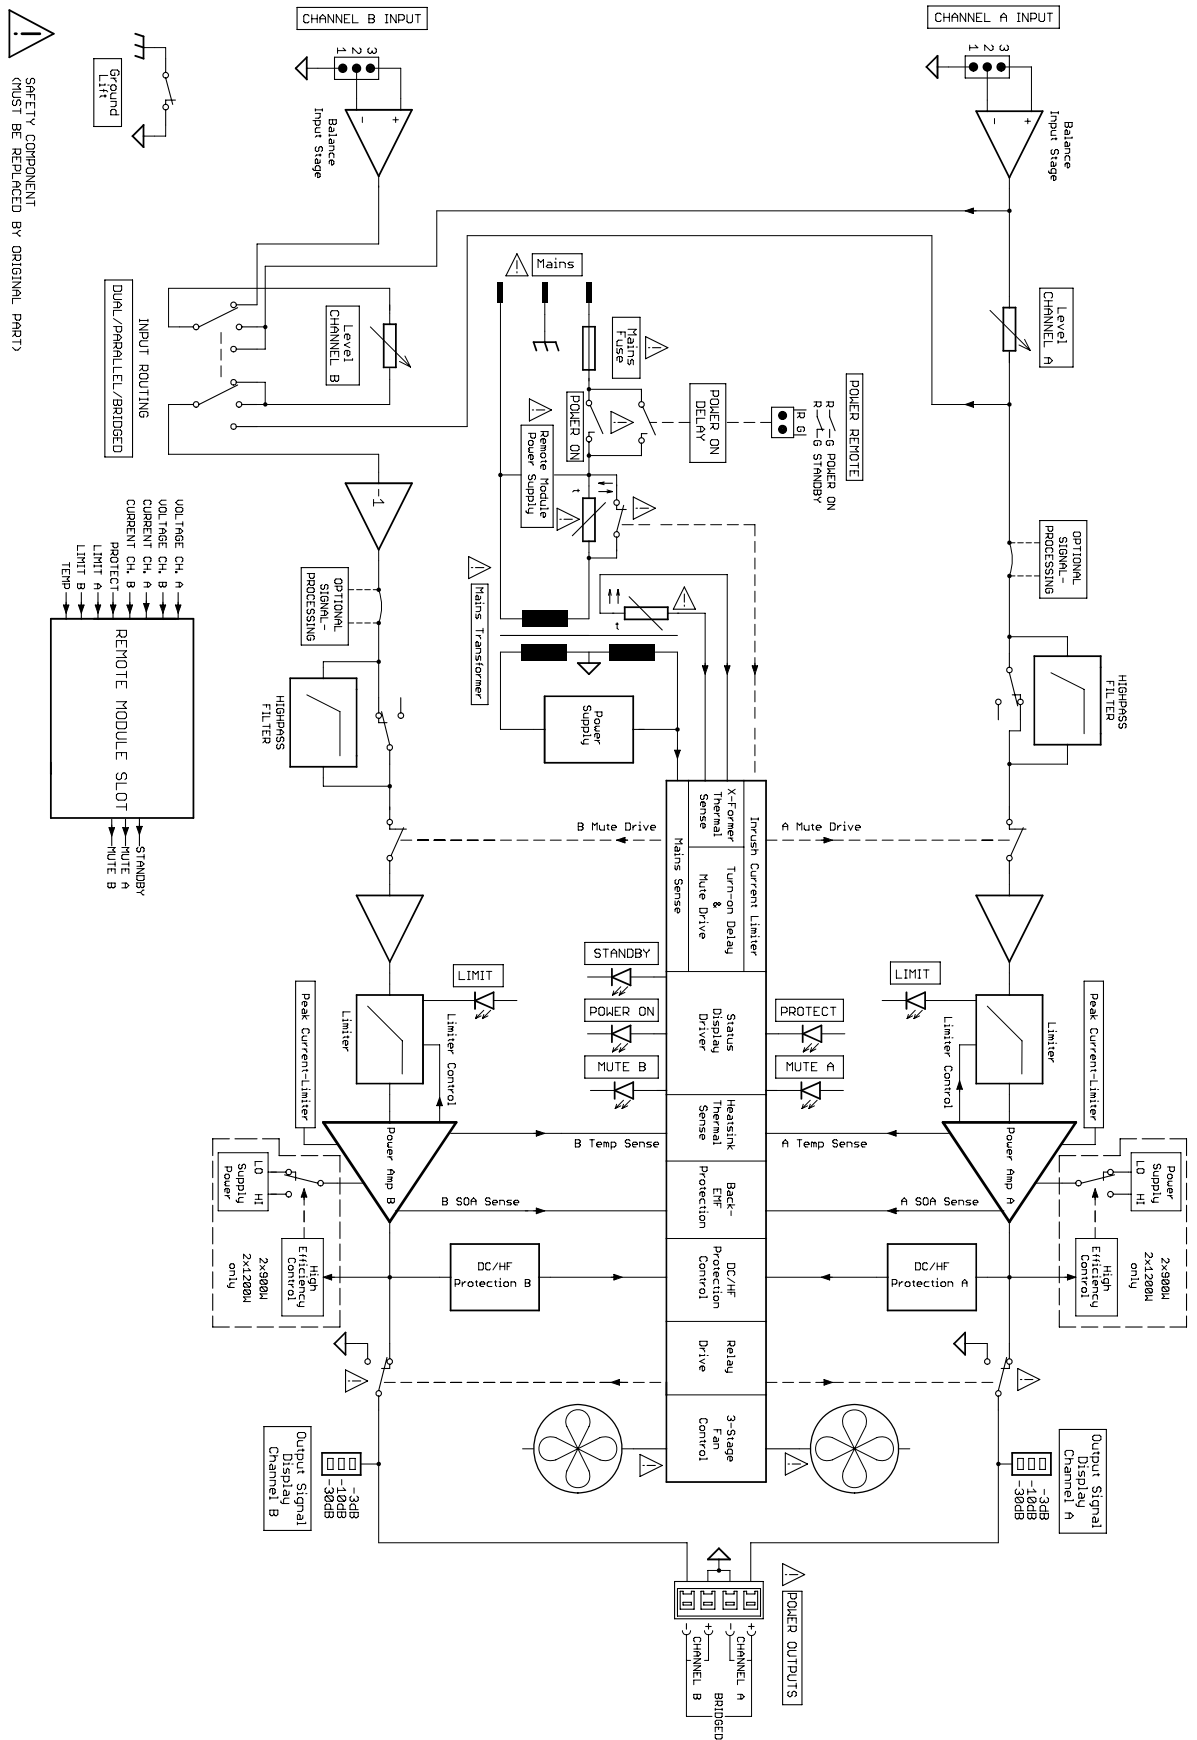 SAFETY COMPONENT
(MUST BE REPLACED BY ORIGINAL PART)
Ground
Lift
CHANNEL B INPUT
1 2 3
- +
Balance
Input Stage
CHANNEL A INPUT
1 2 3
- +
Balance
Input Stage
Level
CHANNEL A
Level
CHANNEL B
INPUT ROUTING
DUAL/PARALLEL/BRIDGED
Mains
Mains
Fuse
POWER ON
POWER ON
DELAY
POWER REMOTE
R G POWER ON
R G STANDBY
R G
Remote Module
Power Supply
t
t
Mains Transformer
Power
Supply
-1
OPTIONAL
SIGNAL-
PROCESSING
OPTIONAL
SIGNAL-
PROCESSING
HIGHPASS
FILTER
HIGHPASS
FILTER
VOLTAGE CH. A
VOLTAGE CH. B
CURRENT CH. A
CURRENT CH. B
PROTECT
LIMIT A
LIMIT B
TEMP
REMOTE MODULE SLOT
STANDBY
MUTE A
MUTE B
B Mute Drive
A Mute Drive
Inrush Current Limiter
X-Former
Thermal
Sense
Turn-on Delay
&
Mute Drive
Mains Sense
STANDBY
POWER ON
MUTE B
PROTECT
MUTE A
Status
Display
Driver
Heatsink
Thermal
Sense
Back-
EMF
Protection
DC/HF
Protection
Control
Relay
Drive
3-Stage
Fan
Control
LIMIT
Limiter
Limiter Control
Peak Current-Limiter
Power Amp B
B Temp Sense
B SOA Sense
DC/HF
Protection B
Power
Supply
LO HI
High
Efficiency
Control
2x900W
2x1200W
only
LIMIT
Limiter
Limiter Control
Peak Current-Limiter
Power Amp A
A Temp Sense
A SOA Sense
DC/HF
Protection A
Power
Supply
LO HI
High
Efficiency
Control
2x900W
2x1200W
only
-3dB
-10dB
-30dB
Output Signal
Display
Channel B
-3dB
-10dB
-30dB
Output Signal
Display
Channel A
POWER OUTPUTS
+
-
CHANNEL A
+
-
CHANNEL B
BRIDGED